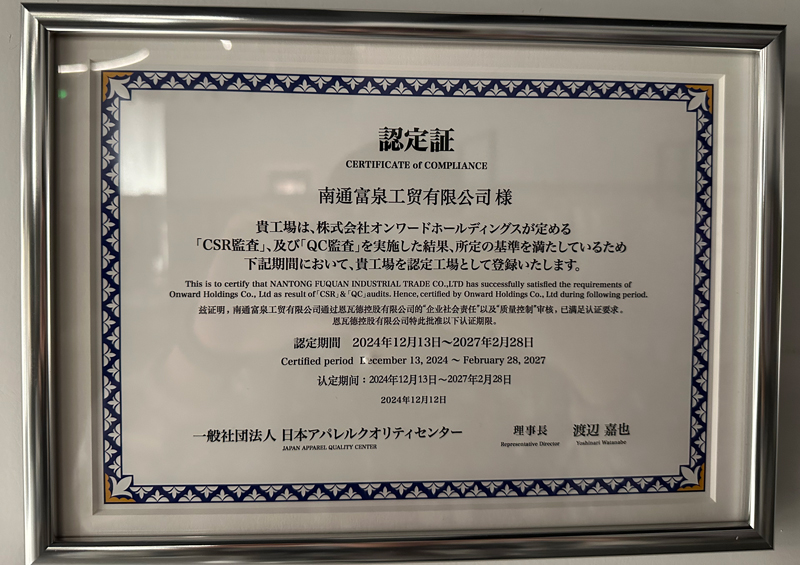 認定証
CERTIFICATE of COMPLIANCE
南通富泉工贸有限公司 様
貴工場は、株式会社オンワードホールディングスが定める
「CSR監査」、及び「QC監査」を実施した結果、所定の基準を満たしているため
下記期間において、貴工場を認定工場として登録いたします。
This is to certify that NANTONG FUQUAN INDUSTRIAL TRADE CO.,LTD has successfully satisfied the requirements of
Onward Holdings Co., Ltd as result of「CSR」&「QC」audits. Hence, certified by Onward Holdings Co., Ltd during following period.
兹证明，南通富泉工贸有限公司通过恩瓦德控股有限公司的"企业社会责任"以及"质量控制"审核，已满足认证要求。
恩瓦德控股有限公司特此批准以下认证期限。
認定期間　2024年12月13日～2027年2月28日
Certified period December 13, 2024 ～ February 28, 2027
认定期间：2024年12月13日～2027年2月28日
2024年12月12日
一般社団法人 日本アパレルクオリティセンター　理事長　渡辺 嘉也
JAPAN APPAREL QUALITY CENTER　Representative Director　Yoshinari Watanabe